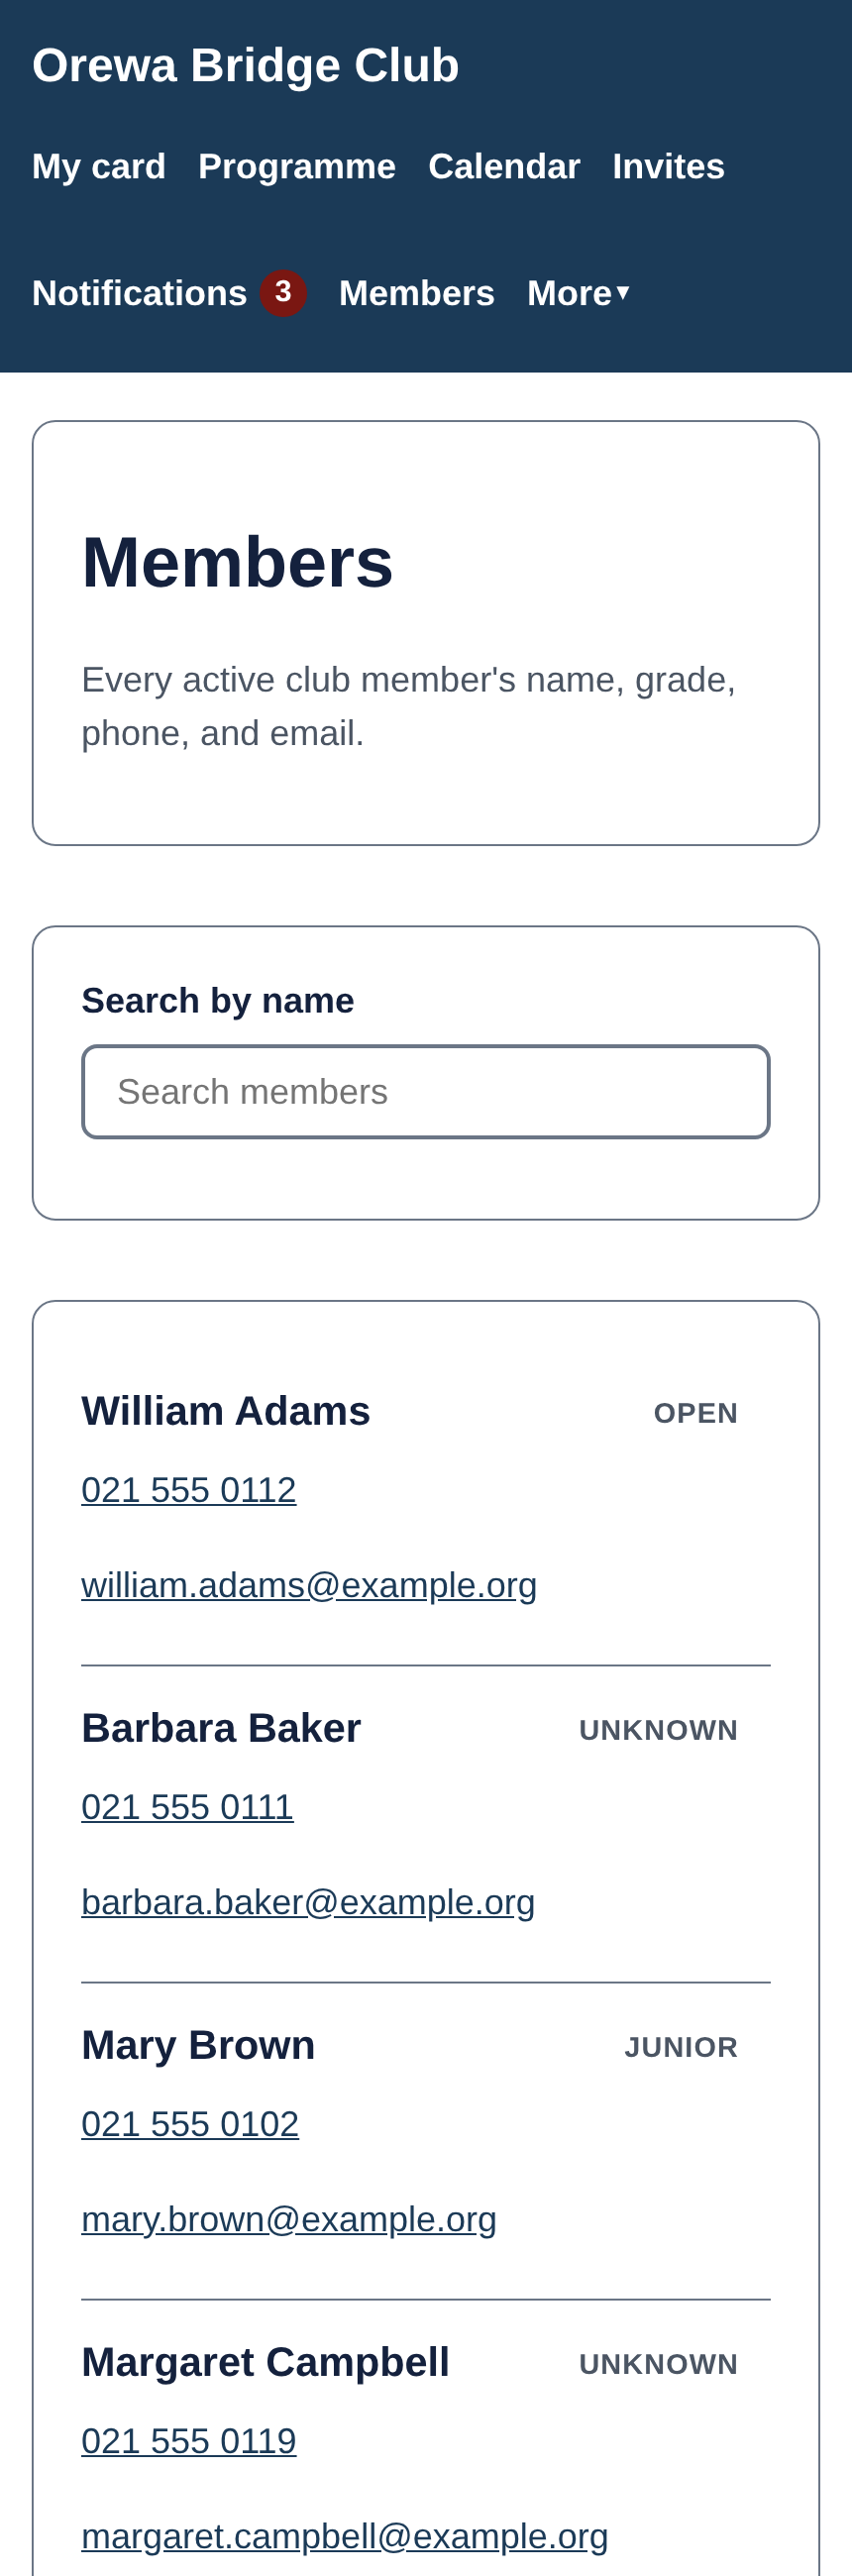 Orewa Bridge Club
My card Programme Calendar Invites
Notifications 3 Members More ▾
Members
Every active club member's name, grade,
phone, and email.
Search by name
Search members
William Adams OPEN
021 555 0112
william.adams@example.org
Barbara Baker UNKNOWN
021 555 0111
barbara.baker@example.org
Mary Brown JUNIOR
021 555 0102
mary.brown@example.org
Margaret Campbell UNKNOWN
021 555 0119
margaret.campbell@example.org